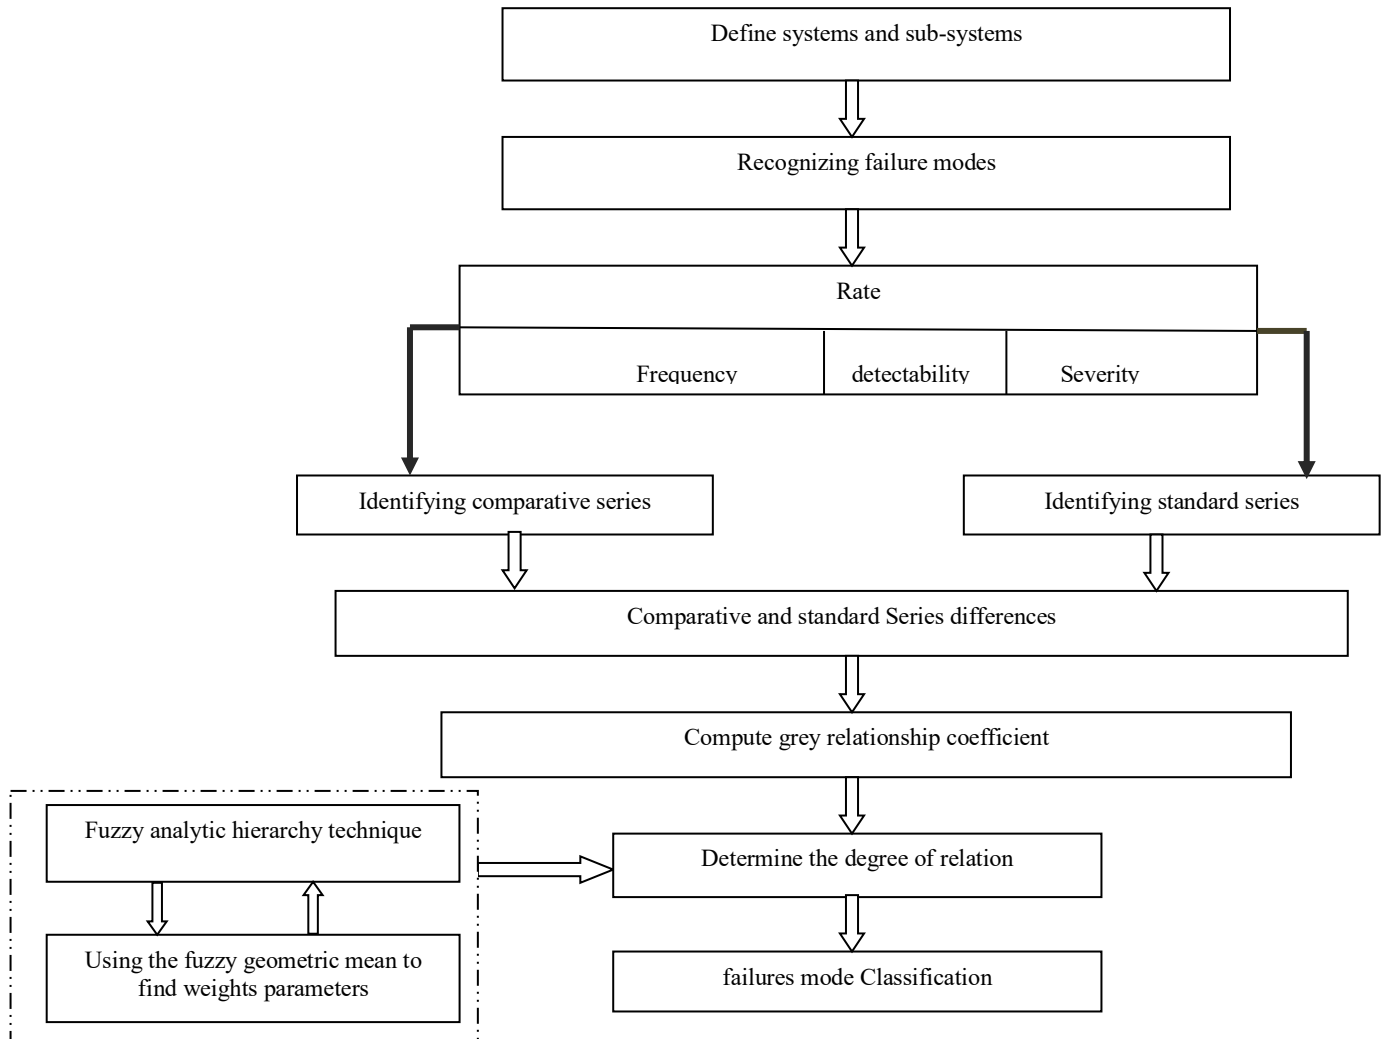 Define systems and sub-systems
Recognizing failure modes
Rate
Frequency
detectability
Severity
Identifying comparative series
Identifying standard series
Comparative and standard Series differences
Compute grey relationship coefficient
Fuzzy analytic hierarchy technique
Determine the degree of relation
Using the fuzzy geometric mean to
find weights parameters
failures mode Classification